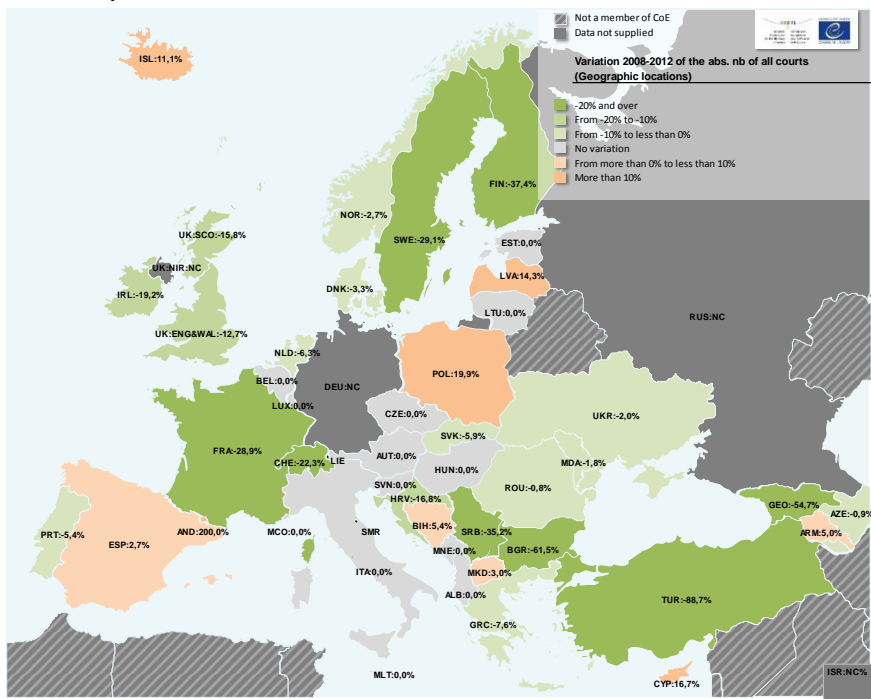 Not a member of CoE
Data not supplied
COUNCIL OF EUROPE
Variation 2008-2012 of the abs. nb of all courts
(Geographic locations)
-20% and over
From -20% to -10%
From -10% to less than 0%
No variation
From more than 0% to less than 10%
More than 10%
ISL:11,1%
FIN:-37,4%
NOR:-2,7%
UK:SCO:-15,8%
SWE:-29,1%
EST:0,0%
UK:NIR:NC
LVA:14,3%
DNK:-3,3%
IRL:-19,2%
LTU:0,0%
RUS:NC
UK:ENG&WAL:-12,7%
NLD:-6,3%
POL:19,9%
BEL:0,0%
DEU:NC
LUX:0,0%
CZE:0,0%
UKR:-2,0%
SVK:-5,9%
FRA:-28,9%
CHE:-22,3%
LIE
AUT:0,0%
MDA:-1,8%
HUN:0,0%
SVN:0,0%
ROU:-0,8%
HRV:-16,8%
GEO:-54,7%
AZE:-0,9%
PRT:-5,4%
ESP:2,7%
AND:200,0%
MCO:0,0%
SMR
BIH:5,4%
SRB:-35,2%
ARM:5,0%
MNE:0,0%
BGR:-61,5%
ITA:0,0%
MKD:3,0%
ALB:0,0%
TUR:-88,7%
GRC:-7,6%
MLT:0,0%
CYP:16,7%
ISR:NC%